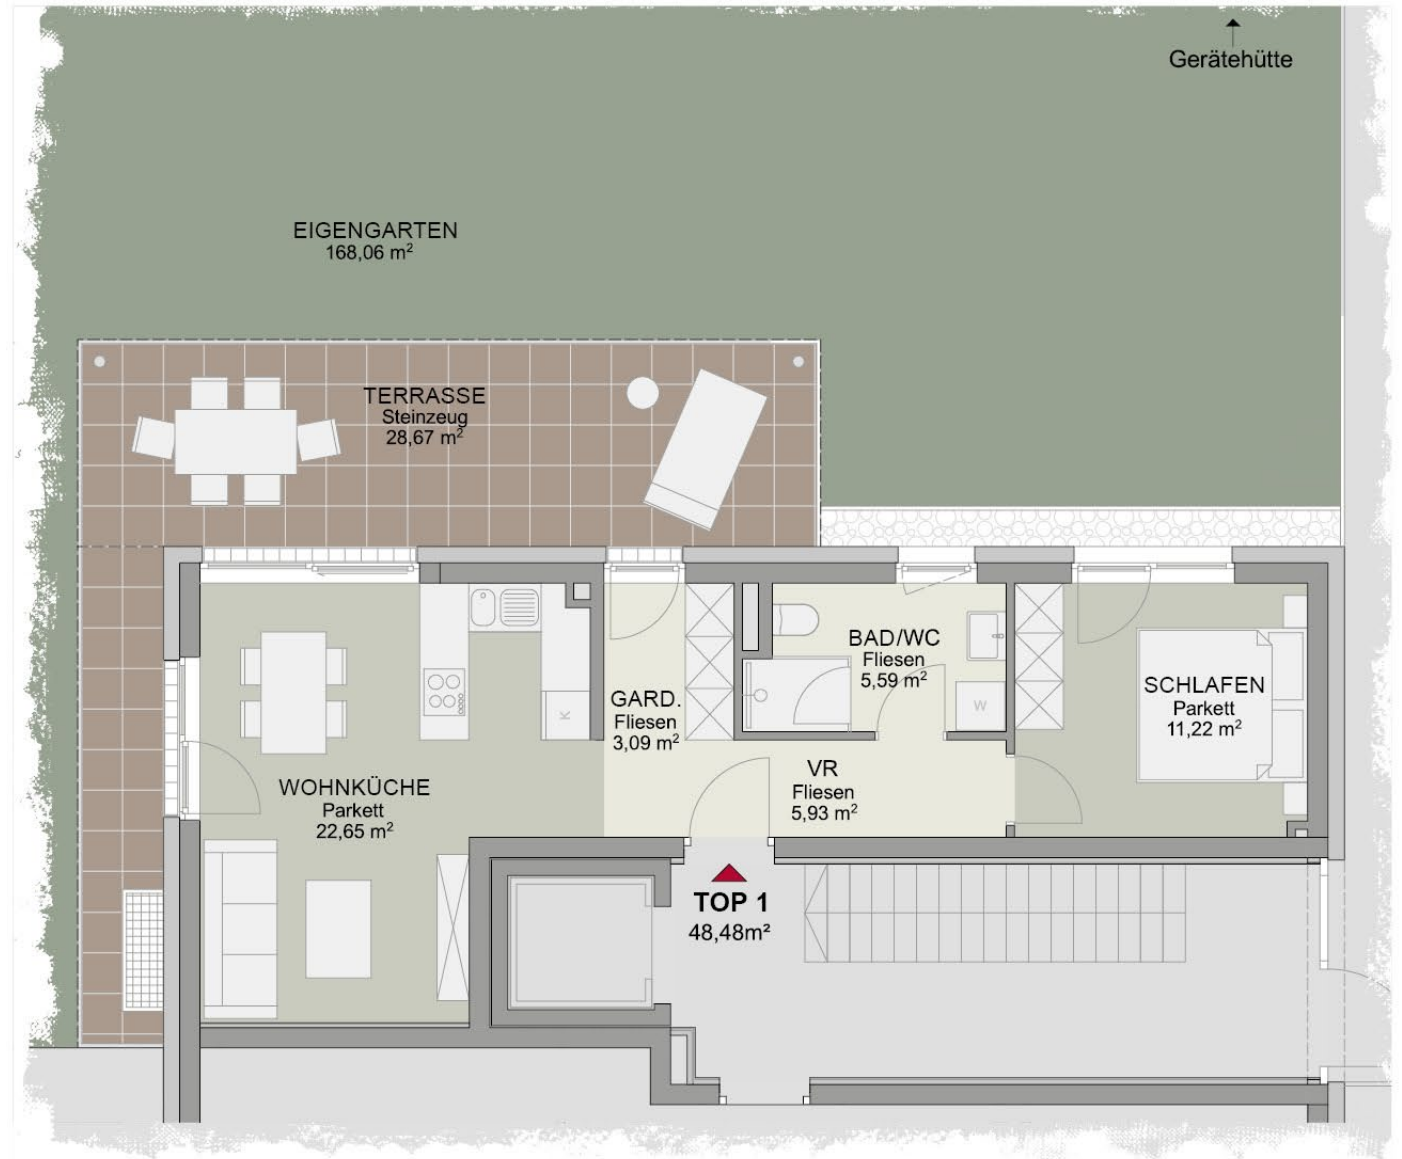 Gerätehütte
EIGENGARTEN
168,06 m²
TERRASSE
Steinzeug
28,67 m²
BAD/WC
Fliesen
5,59 m²
GARD.
Fliesen
3,09 m²
K
W
SCHLAFEN
Parkett
11,22 m²
VR
Fliesen
5,93 m²
WOHNKÜCHE
Parkett
22,65 m²
TOP 1
48,48m²